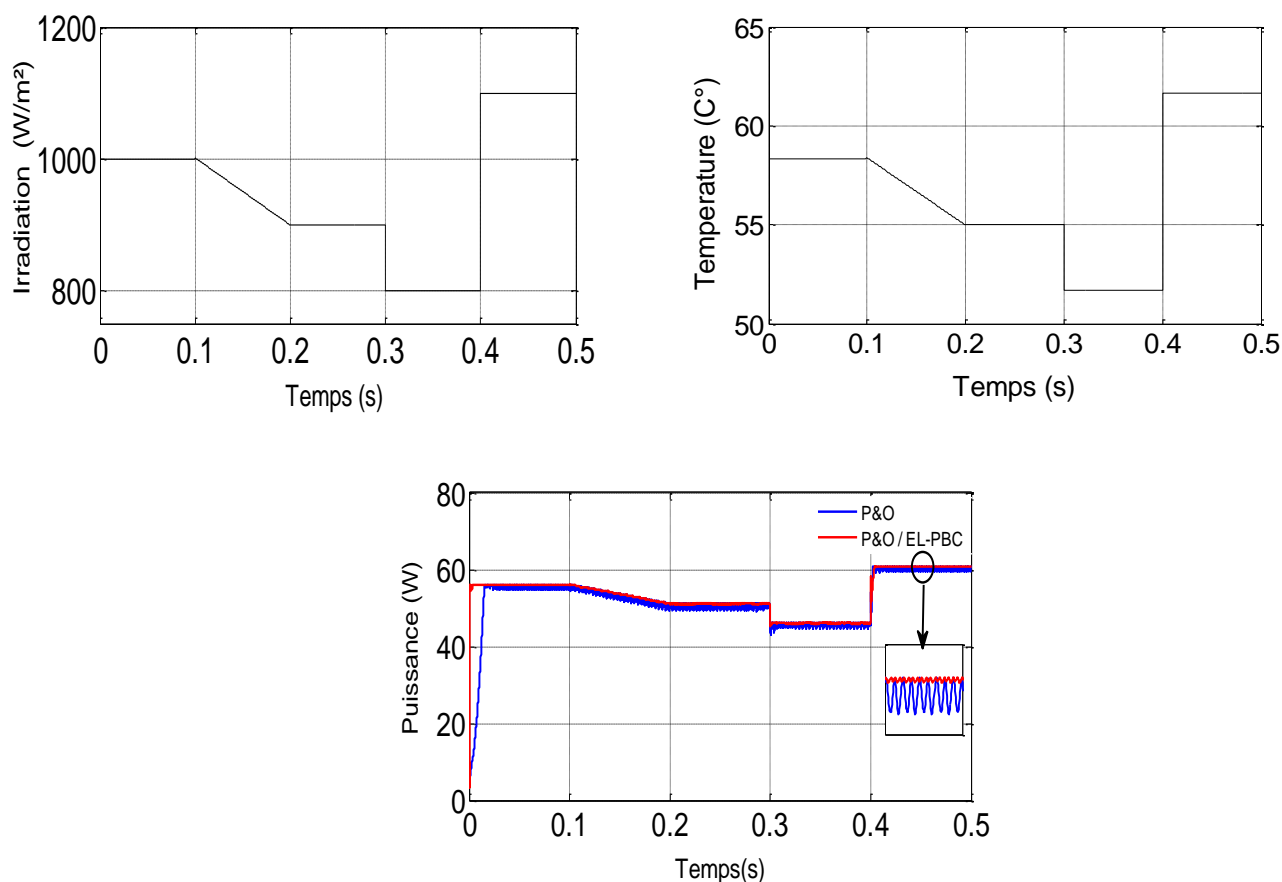 Irradiation (W/m²)
1200
1000
800
0 0.1 0.2 0.3 0.4 0.5
Temps (s)
Temperature (C°)
65
60
55
50
0 0.1 0.2 0.3 0.4 0.5
Temps (s)
Puissance (W)
80
60
40
20
0
P&O
P&O / EL-PBC
0 0.1 0.2 0.3 0.4 0.5
Temps(s)